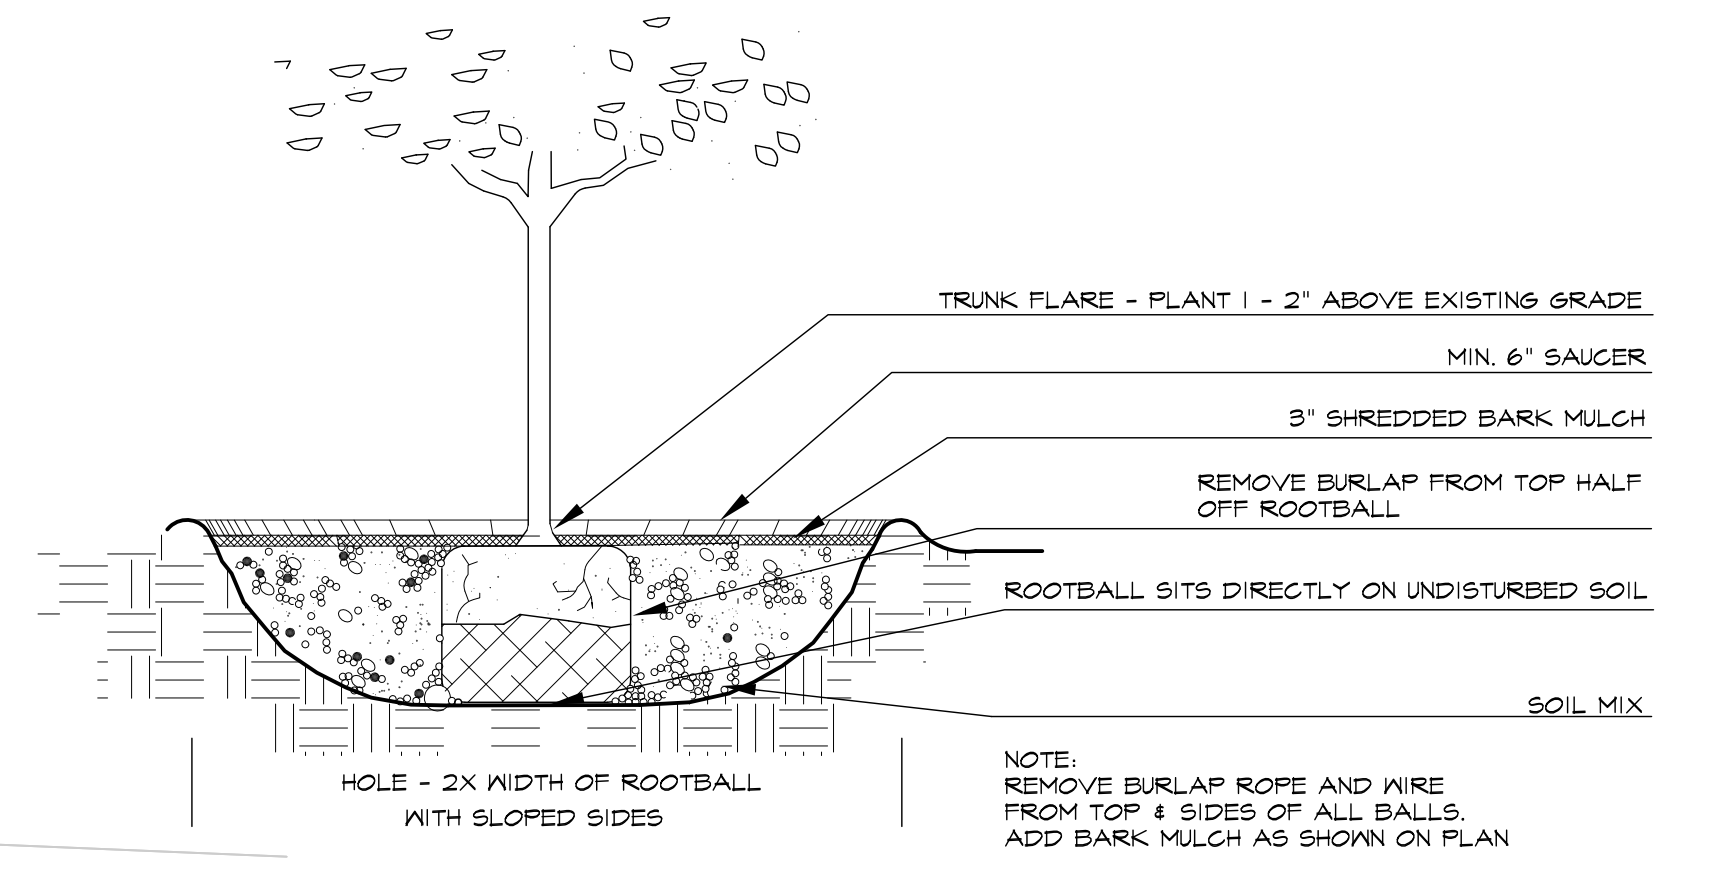 TRUNK FLARE - PLANT 1 - 2" ABOVE EXISTING GRADE
MIN. 6" SAUCER
3" SHREDDED BARK MULCH
REMOVE BURLAP FROM TOP HALF
OFF ROOTBALL
ROOTBALL SITS DIRECTLY ON UNDISTURBED SOIL
SOIL MIX
HOLE - 2X WIDTH OF ROOTBALL
WITH SLOPED SIDES
NOTE:
REMOVE BURLAP ROPE AND WIRE
FROM TOP & SIDES OF ALL BALLS.
ADD BARK MULCH AS SHOWN ON PLAN